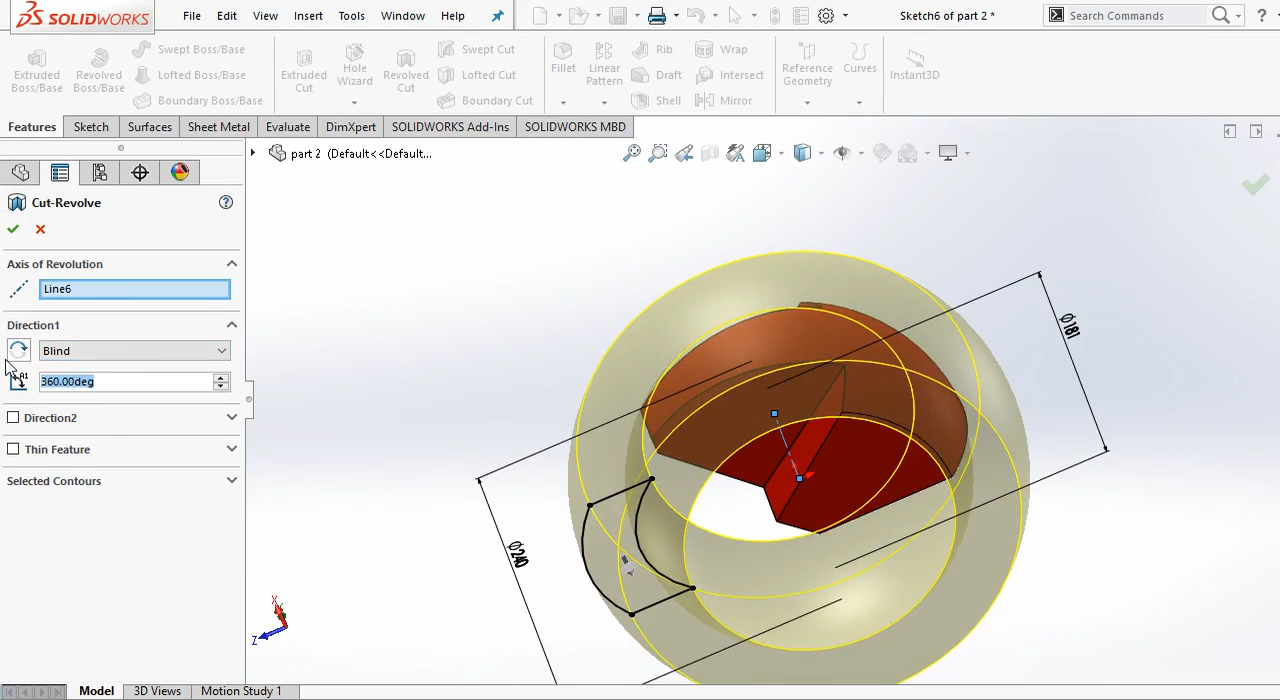 SOLIDWORKS
File Edit View Insert Tools Window Help
Sketch6 of part 2 *
Search Commands
?
Extruded Boss/Base
Revolved Boss/Base
Swept Boss/Base
Lofted Boss/Base
Boundary Boss/Base
Extruded Cut
Hole Wizard
Revolved Cut
Swept Cut
Lofted Cut
Boundary Cut
Fillet
Linear Pattern
Rib
Draft
Shell
Wrap
Intersect
Mirror
Reference Geometry
Curves
Instant3D
Features Sketch Surfaces Sheet Metal Evaluate DimXpert SOLIDWORKS Add-Ins SOLIDWORKS MBD
part 2 (Default<<Default...
Cut-Revolve
?
Axis of Revolution
Line6
Direction1
Blind
A1
360.00deg
Direction2
Thin Feature
Selected Contours
Ø181
Ø240
Z
Model 3D Views Motion Study 1